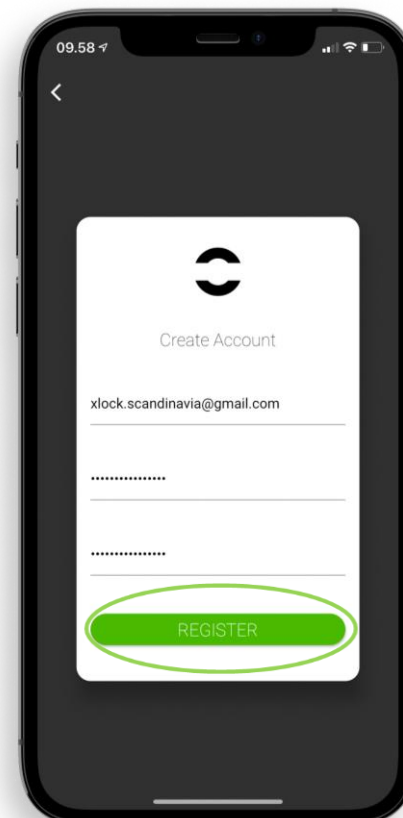 09.58
Create Account
xlock.scandinavia@gmail.com
................
................
REGISTER